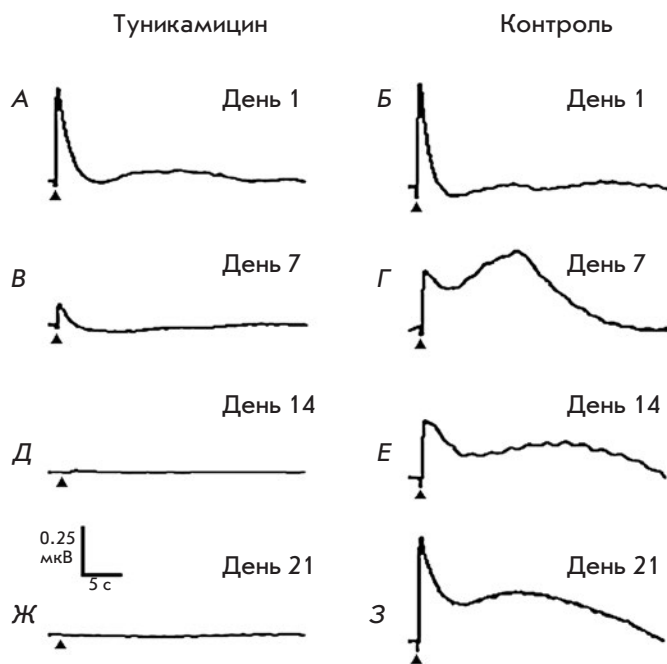 Туникамицин Контроль
А День 1 Б День 1
В День 7 Г День 7
Д День 14 Е День 14
0.25
мкВ
5 с
Ж День 21 З День 21